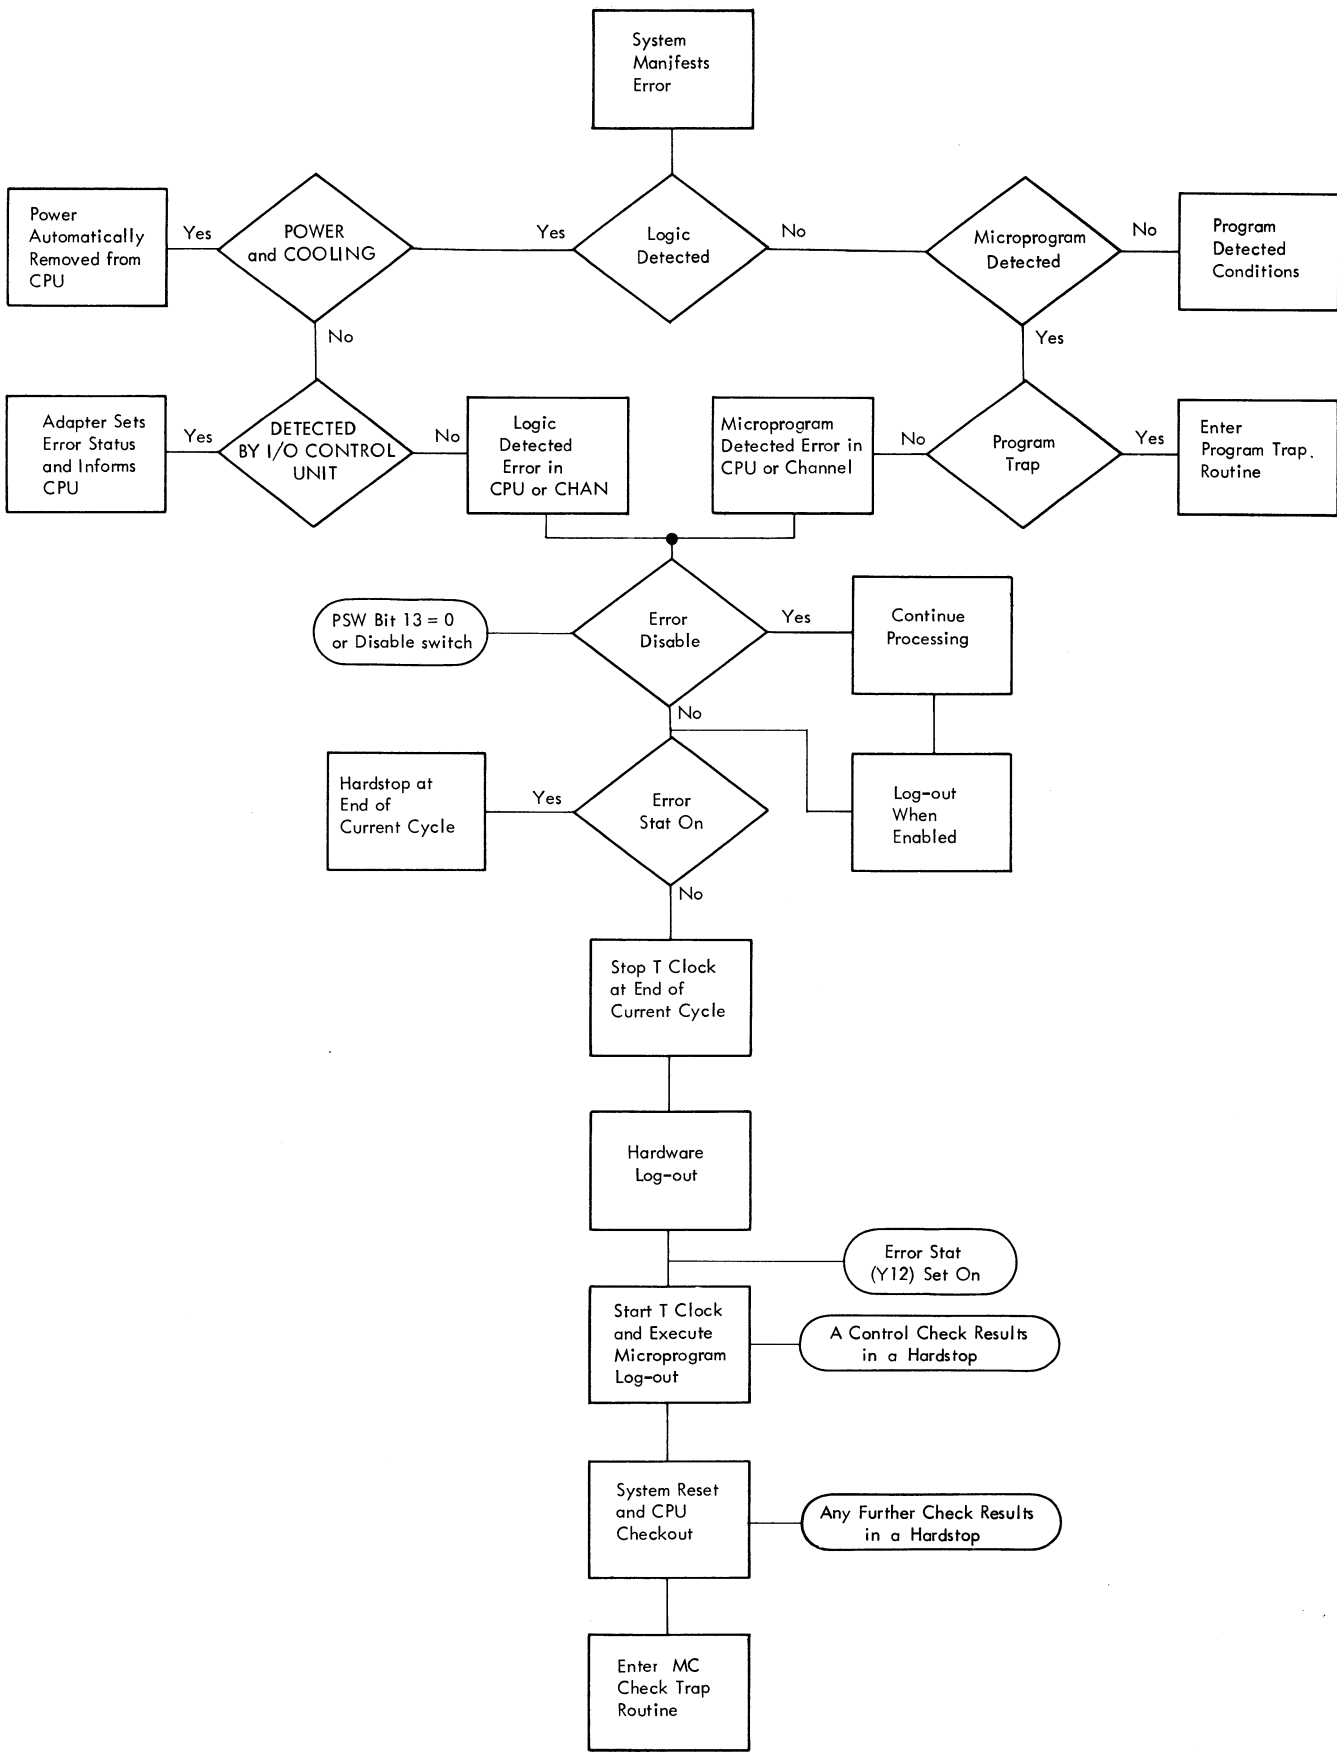 System
Manifests
Error
Power
Automatically
Removed from
CPU
Yes
POWER
and COOLING
Yes
Logic
Detected
No
Microprogram
Detected
No
Program
Detected
Conditions
No
Yes
Adapter Sets
Error Status
and Informs
CPU
Yes
DETECTED
BY I/O CONTROL
UNIT
No
Logic
Detected
Error in
CPU or CHAN
Microprogram
Detected Error in
CPU or Channel
No
Program
Trap
Yes
Enter
Program Trap.
Routine
PSW Bit 13 = 0
or Disable switch
Error
Disable
Yes
Continue
Processing
No
Hardstop at
End of
Current Cycle
Yes
Error
Stat On
Log-out
When
Enabled
No
Stop T Clock
at End of
Current Cycle
Hardware
Log-out
Error Stat
(Y12) Set On
Start T Clock
and Execute
Microprogram
Log-out
A Control Check Results
in a Hardstop
System Reset
and CPU
Checkout
Any Further Check Results
in a Hardstop
Enter MC
Check Trap
Routine